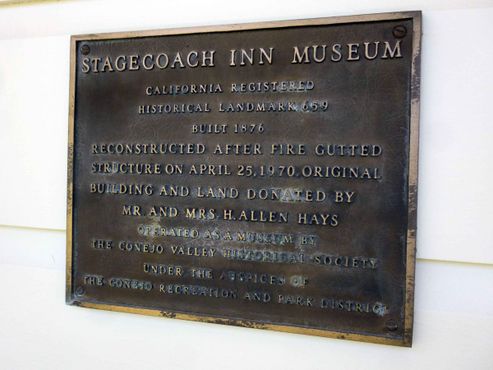 STAGECOACH INN MUSEUM
CALIFORNIA REGISTERED
HISTORICAL LANDMARK 659
BUILT 1876
RECONSTRUCTED AFTER FIRE GUTTED
STRUCTURE ON APRIL 25, 1970. ORIGINAL
BUILDING AND LAND DONATED BY
MR. AND MRS. H. ALLEN HAYS
OPERATED AS A MUSEUM BY
THE CONEJO VALLEY HISTORICAL SOCIETY
UNDER THE AUSPICES OF
THE CONEJO RECREATION AND PARK DISTRICT